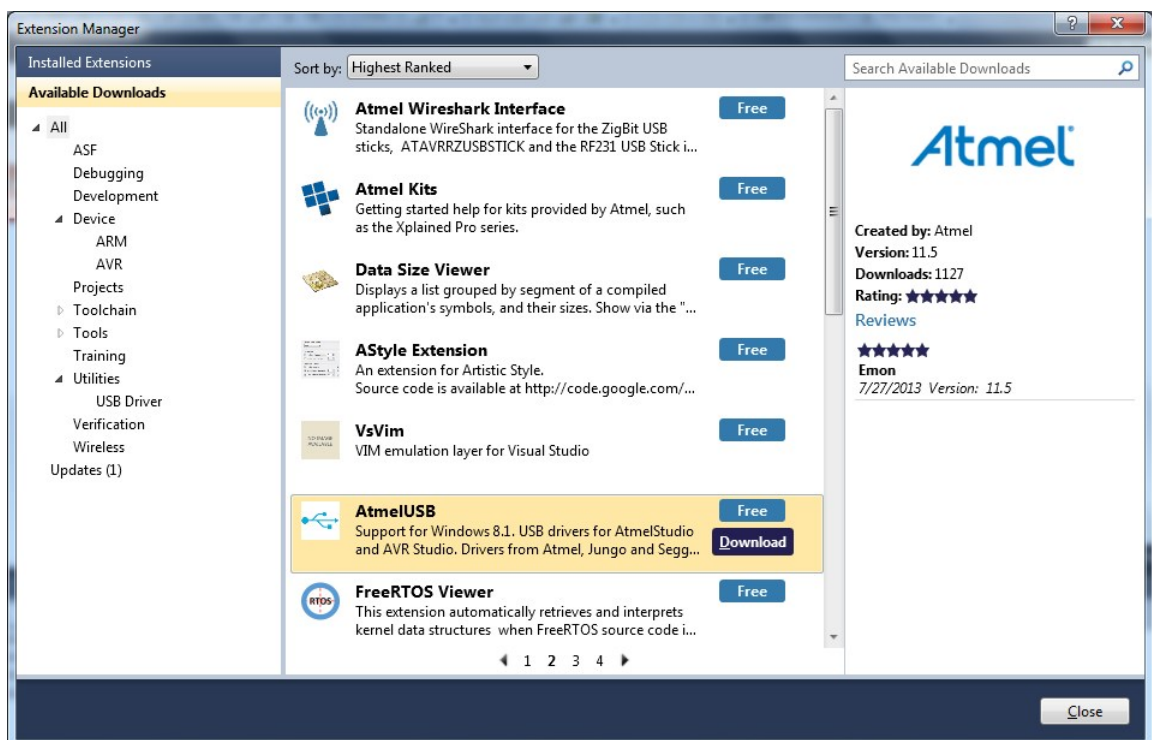 Extension Manager
Installed Extensions
Available Downloads
All
ASF
Debugging
Development
Device
ARM
AVR
Projects
Toolchain
Tools
Training
Utilities
USB Driver
Verification
Wireless
Updates (1)
Sort by: Highest Ranked
Atmel Wireshark Interface
Free
Standalone WireShark interface for the ZigBit USB
sticks, ATAVRRZUSBSTICK and the RF231 USB Stick i...
Atmel Kits
Free
Getting started help for kits provided by Atmel, such
as the Xplained Pro series.
Data Size Viewer
Free
Displays a list grouped by segment of a compiled
application's symbols, and their sizes. Show via the "...
AStyle Extension
Free
An extension for Artistic Style.
Source code is available at http://code.google.com/...
NO IMAGE
AVAILABLE
VsVim
Free
VIM emulation layer for Visual Studio
AtmelUSB
Free
Support for Windows 8.1. USB drivers for AtmelStudio
and AVR Studio. Drivers from Atmel, Jungo and Segg...
Download
RTOS
FreeRTOS Viewer
Free
This extension automatically retrieves and interprets
kernel data structures when FreeRTOS source code i...
1 2 3 4
Search Available Downloads
Atmel
Created by: Atmel
Version: 11.5
Downloads: 1127
Rating: ★★★★★
Reviews
★★★★★
Emon
7/27/2013 Version: 11.5
Close